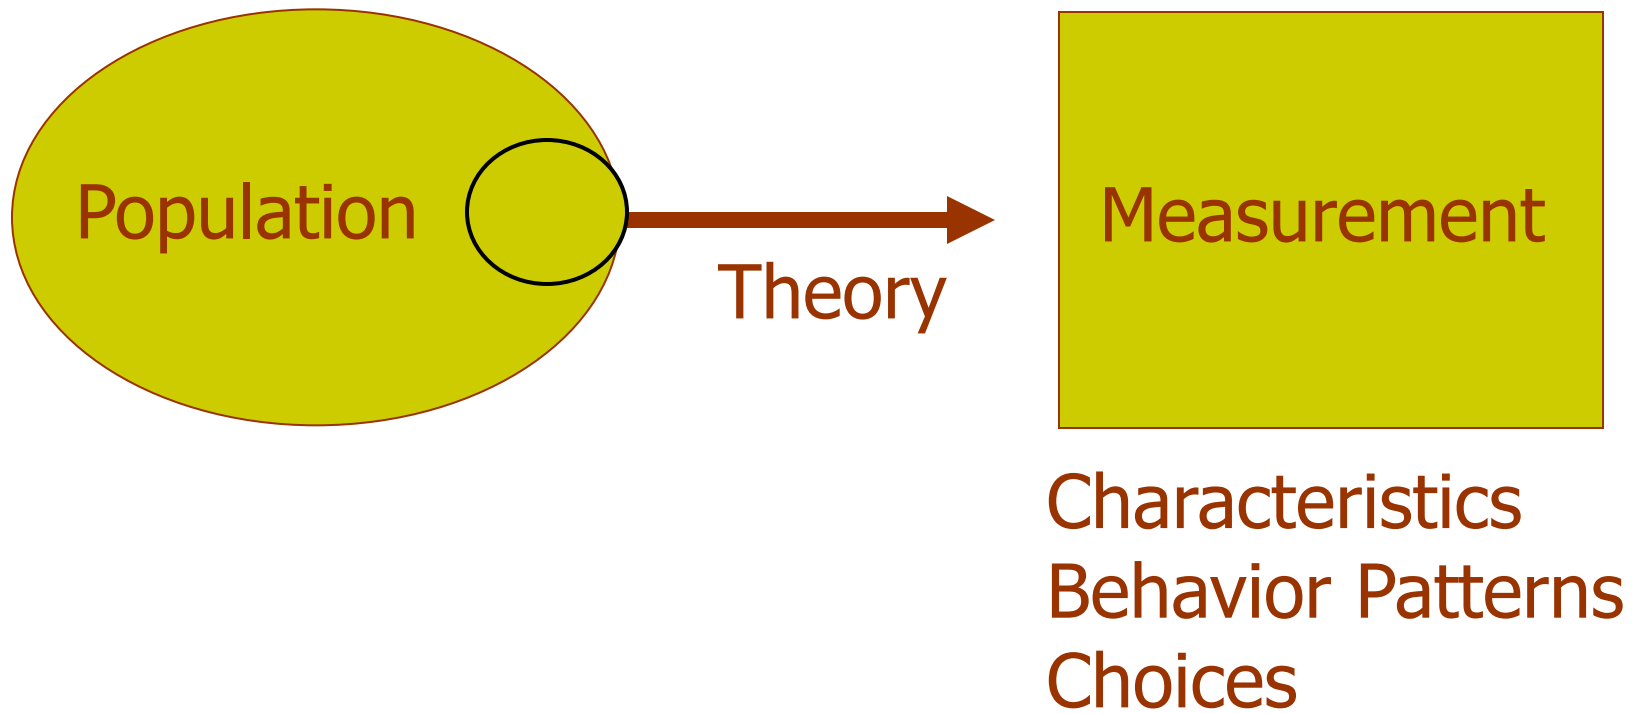 Population
Theory
Measurement
Characteristics
Behavior Patterns
Choices